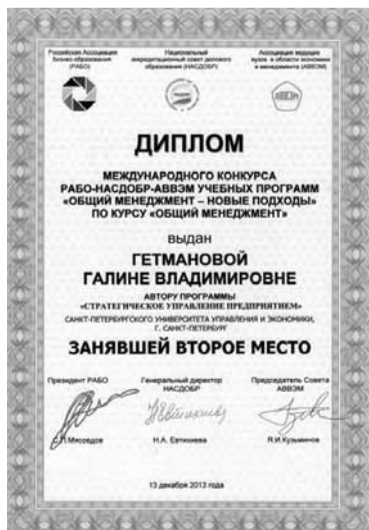 Российская Ассоциация
бизнес образования
(РАБО)
Национальный
аккредитационный совет делового
образования (НАСДОБР)
Ассоциация ведущих
вузов в области экономики
и менеджмента (АВВЭМ)
АВВЭМ
ДИПЛОМ
МЕЖДУНАРОДНОГО КОНКУРСА
РАБО-НАСДОБР-АВВЭМ УЧЕБНЫХ ПРОГРАММ
«ОБЩИЙ МЕНЕДЖМЕНТ – НОВЫЕ ПОДХОДЫ»
ПО КУРСУ «ОБЩИЙ МЕНЕДЖМЕНТ»
выдан
ГЕТМАНОВОЙ
ГАЛИНЕ ВЛАДИМИРОВНЕ
АВТОРУ ПРОГРАММЫ
«СТРАТЕГИЧЕСКОЕ УПРАВЛЕНИЕ ПРЕДПРИЯТИЕМ»
САНКТ-ПЕТЕРБУРГСКОГО УНИВЕРСИТЕТА УПРАВЛЕНИЯ И ЭКОНОМИКИ,
Г. САНКТ-ПЕТЕРБУРГ
ЗАНЯВШЕЙ ВТОРОЕ МЕСТО
Президент РАБО
Генеральный директор
НАСДОБР
Председатель Совета
АВВЭМ
С.П.Мясоедов
Н.А. Евтихиева
Я.И.Кузьминов
13 декабря 2013 года